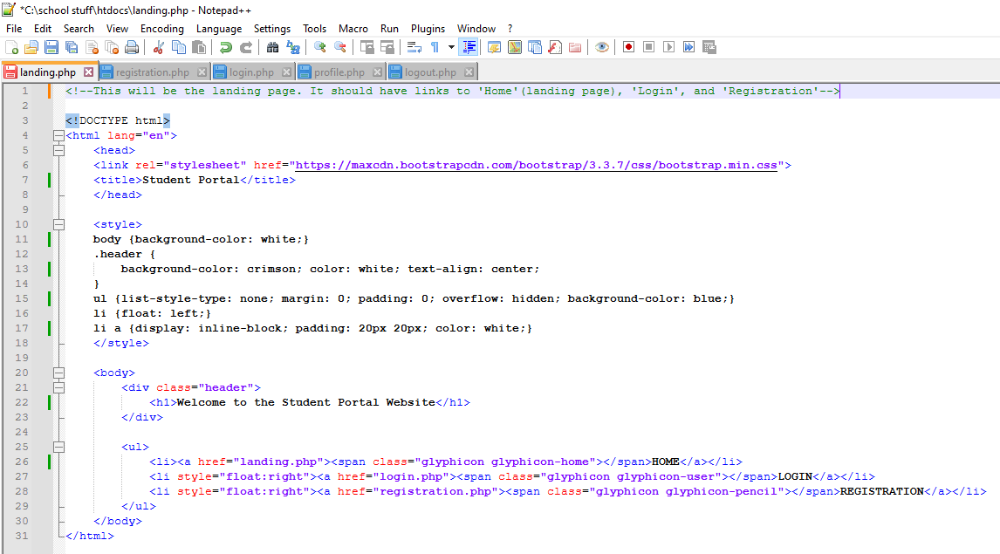 *C:\school stuff\htdocs\landing.php - Notepad++
File Edit Search View Encoding Language Settings Tools Macro Run Plugins Window ?
landing.php registration.php login.php profile.php logout.php
1 <!--This will be the landing page. It should have links to 'Home'(landing page), 'Login', and 'Registration'-->
2
3 <!DOCTYPE html>
4 <html lang="en">
5 <head>
6 <link rel="stylesheet" href="https://maxcdn.bootstrapcdn.com/bootstrap/3.3.7/css/bootstrap.min.css">
7 <title>Student Portal</title>
8 </head>
9
10 <style>
11 body {background-color: white;}
12 .header {
13 background-color: crimson; color: white; text-align: center;
14 }
15 ul {list-style-type: none; margin: 0; padding: 0; overflow: hidden; background-color: blue;}
16 li {float: left;}
17 li a {display: inline-block; padding: 20px 20px; color: white;}
18 </style>
19
20 <body>
21 <div class="header">
22 <h1>Welcome to the Student Portal Website</h1>
23 </div>
24
25 <ul>
26 <li><a href="landing.php"><span class="glyphicon glyphicon-home"></span>HOME</a></li>
27 <li style="float:right"><a href="login.php"><span class="glyphicon glyphicon-user"></span>LOGIN</a></li>
28 <li style="float:right"><a href="registration.php"><span class="glyphicon glyphicon-pencil"></span>REGISTRATION</a></li>
29 </ul>
30 </body>
31 </html>